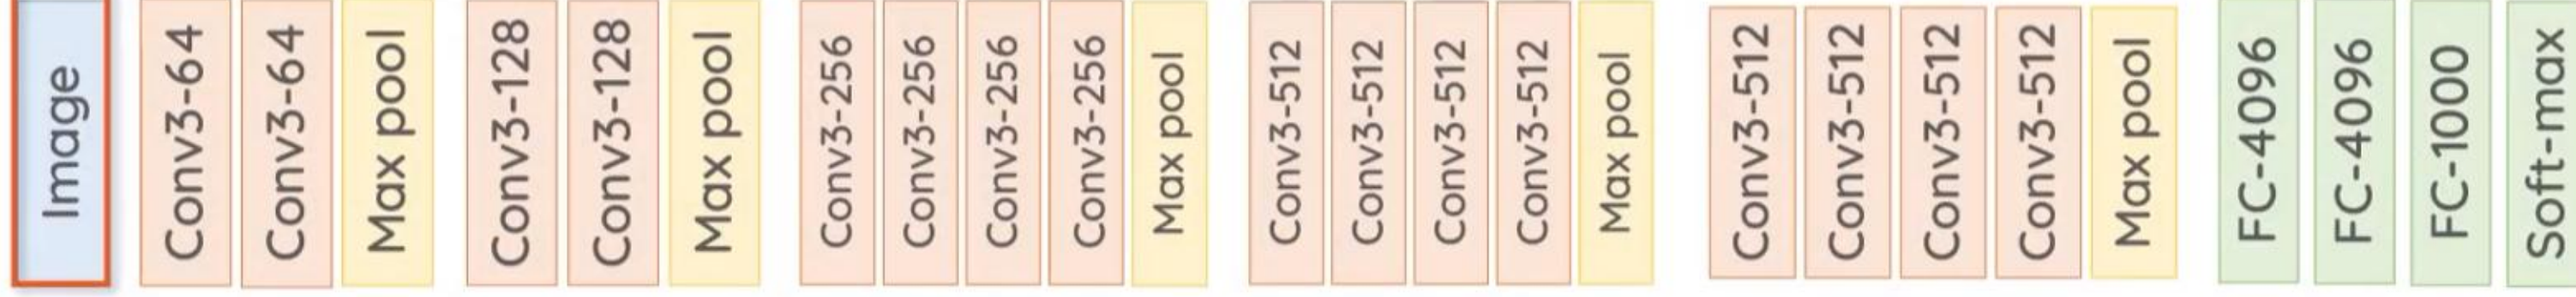 Image
Conv3-64
Conv3-64
Max pool
Conv3-128
Conv3-128
Max pool
Conv3-256
Conv3-256
Conv3-256
Conv3-256
Max pool
Conv3-512
Conv3-512
Conv3-512
Conv3-512
Max pool
Conv3-512
Conv3-512
Conv3-512
Conv3-512
Max pool
FC-4096
FC-4096
FC-1000
Soft-max